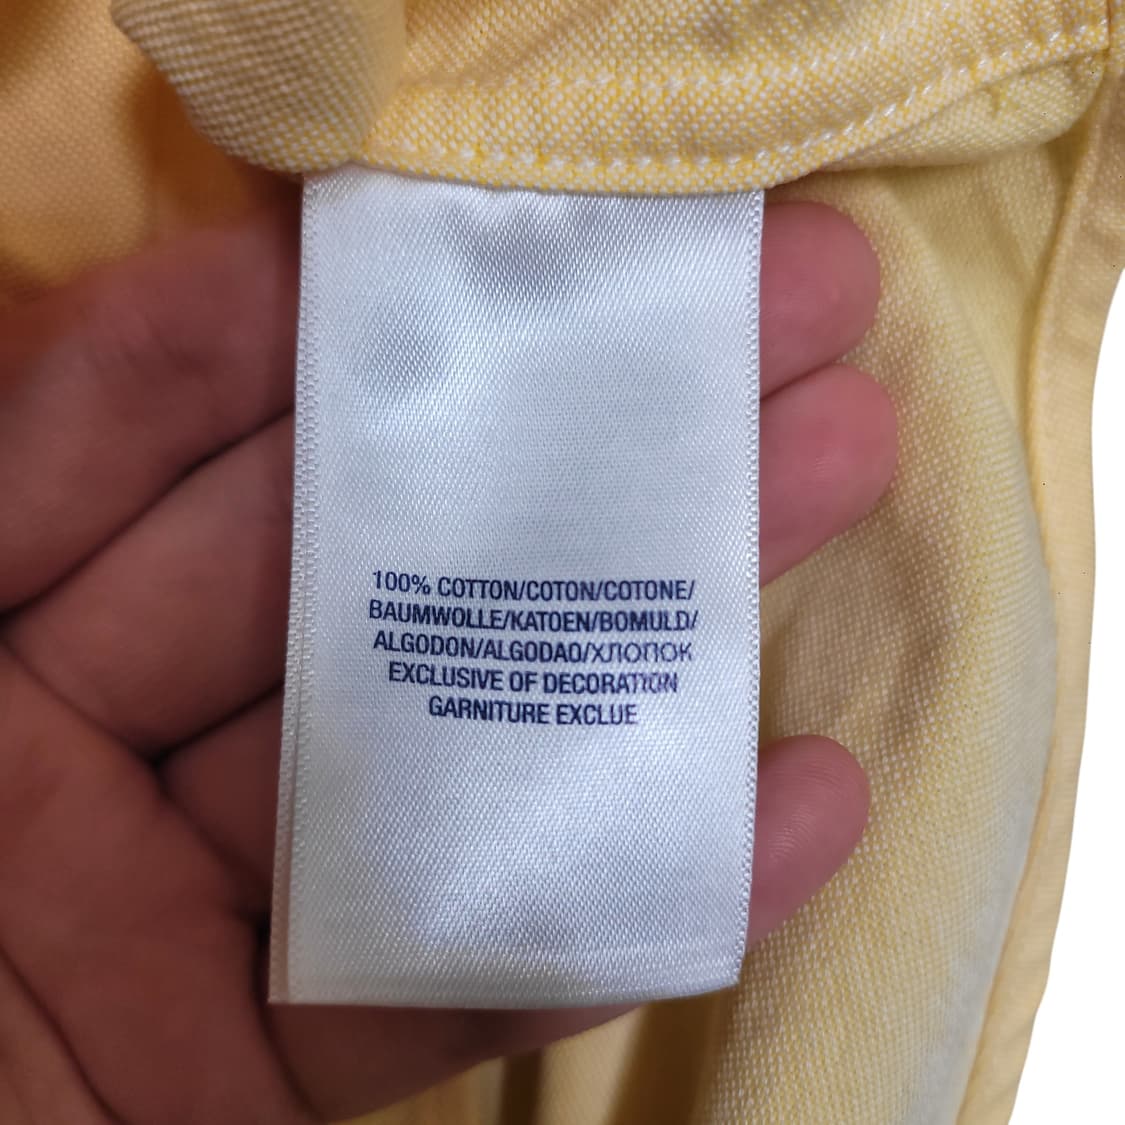 100% COTTON/COTON/COTONE/
BAUMWOLLE/KATOEN/BOMULD/
ALGODON/ALGODAO/ХЛОПОК
EXCLUSIVE OF DECORATION
GARNITURE EXCLUE